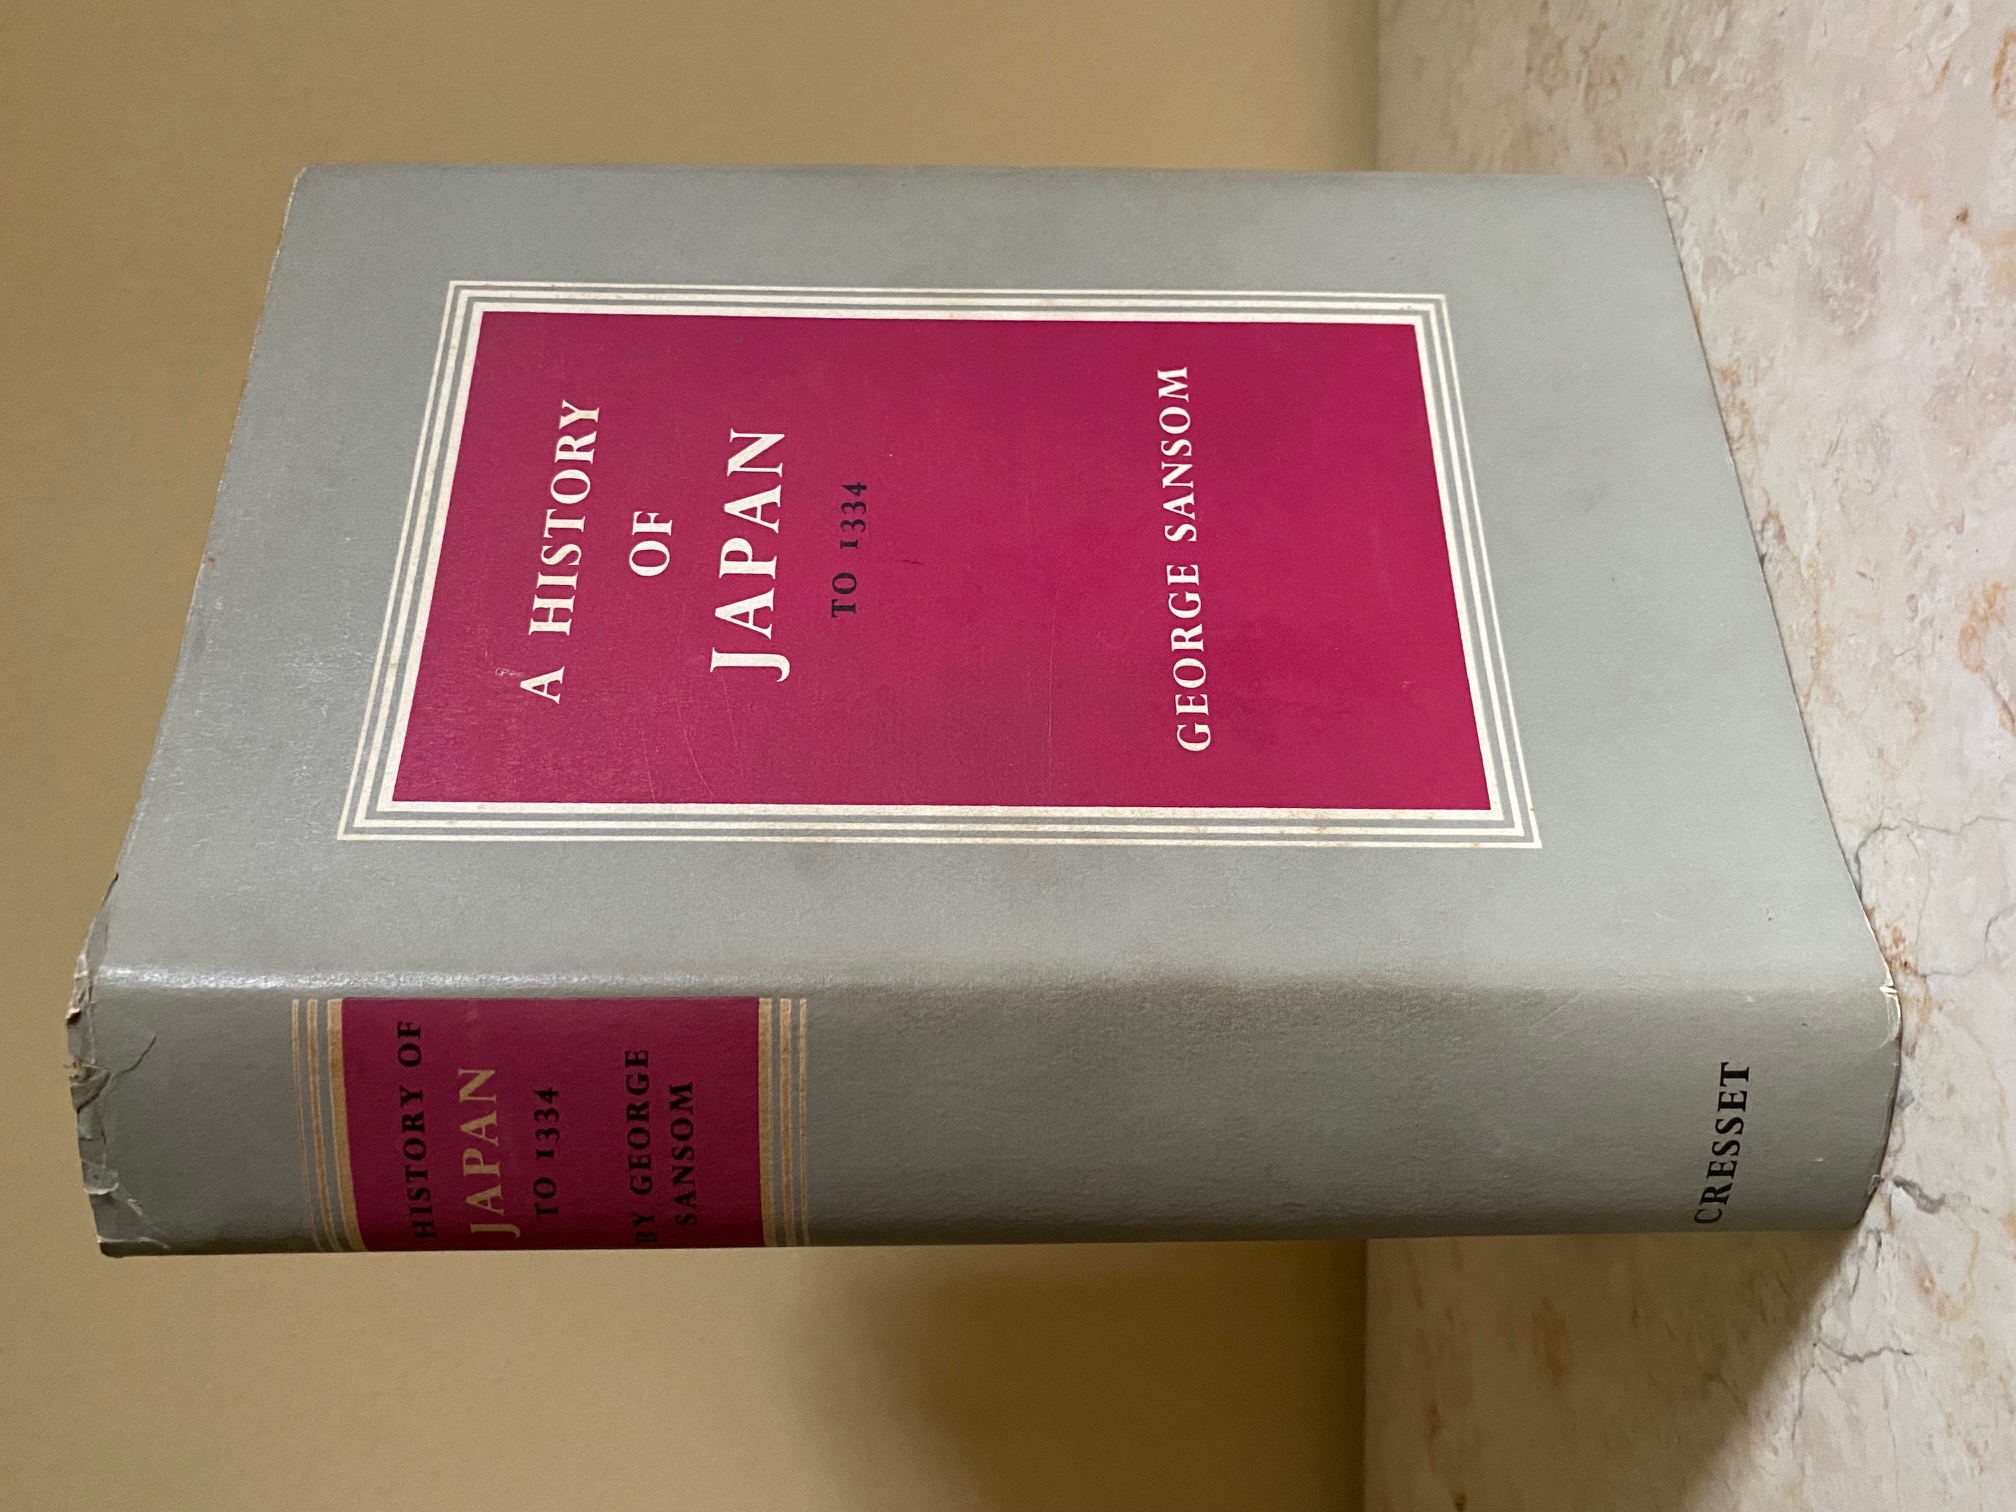 A HISTORY
OF
JAPAN
TO 1334
GEORGE SANSOM
HISTORY OF
JAPAN
TO 1334
BY GEORGE
SANSOM
CRESSET